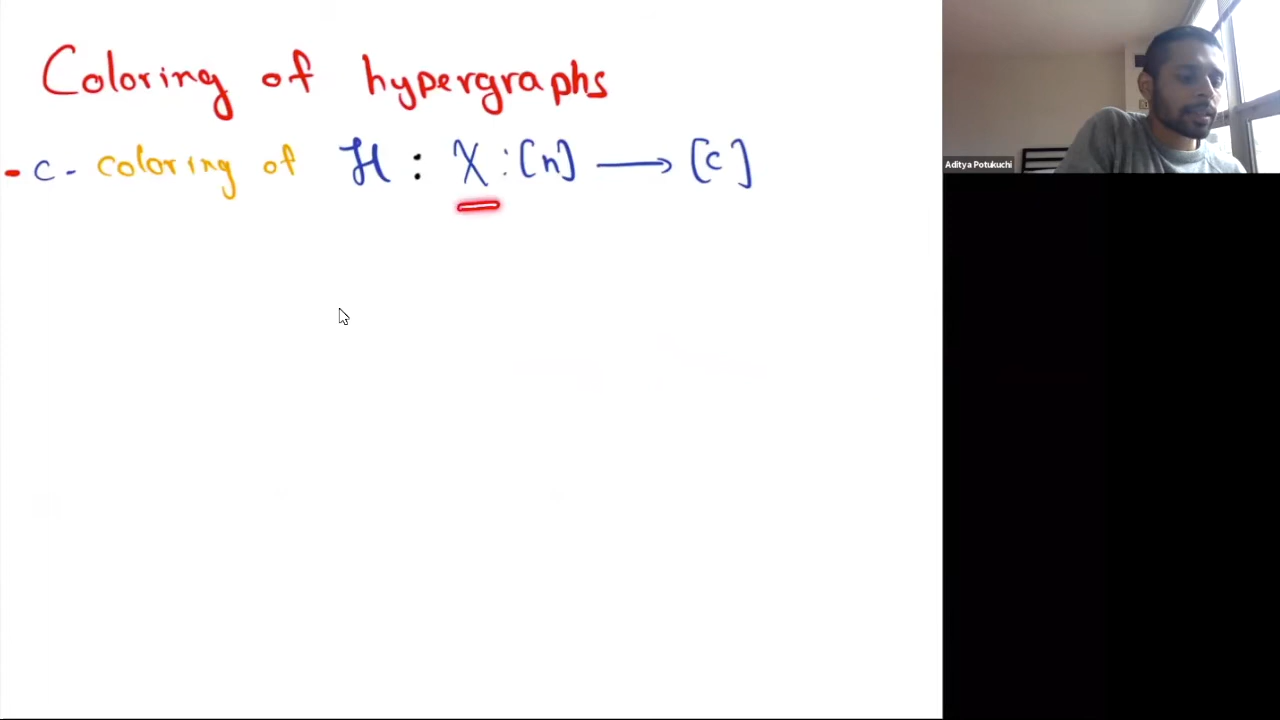 Coloring of hypergraphs
- c - coloring of H : χ : [n] ⟶ [c]
Aditya Potukuchi